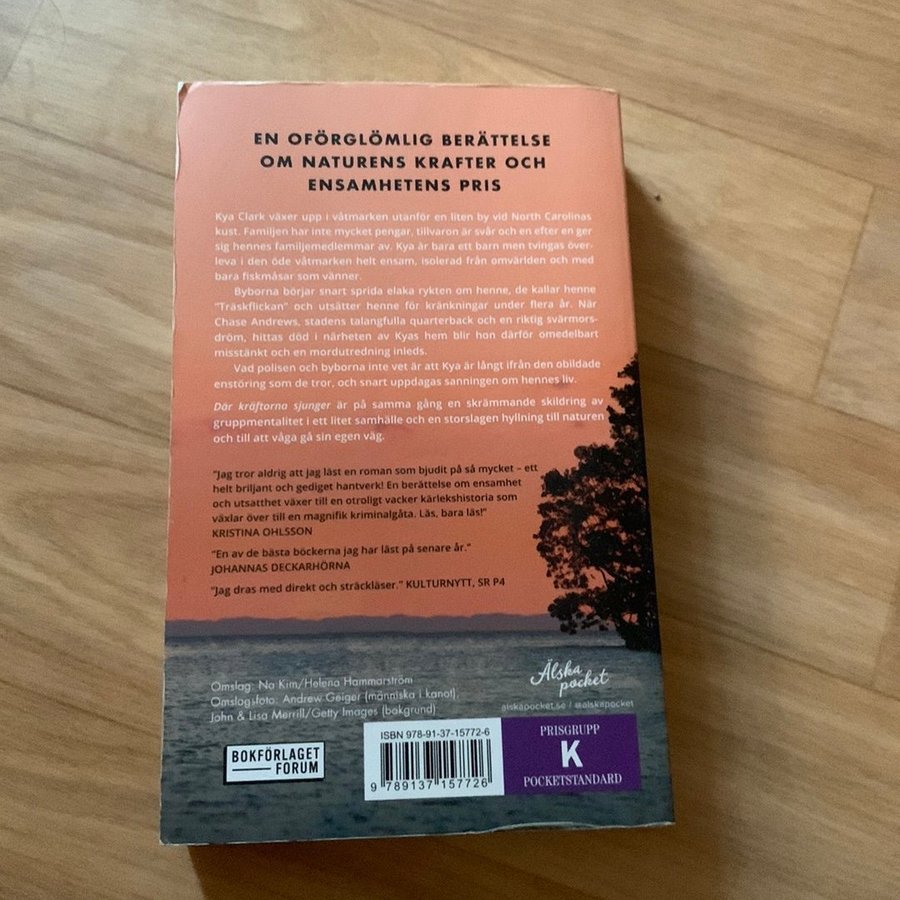 EN OFÖRGLÖMLIG BERÄTTELSE
OM NATURENS KRAFTER OCH
ENSAMHETENS PRIS
Kya Clark växer upp i våtmarken utanför en liten by vid North Carolinas
kust. Familjen har inte mycket pengar, tillvaron är svår och en efter en ger
sig hennes familjemedlemmar av. Kya är bara ett barn men tvingas över-
leva i den öde våtmarken helt ensam, isolerad från omvärlden och med
bara fiskmåsar som vänner.
Byborna börjar snart sprida elaka rykten om henne, de kallar henne
”Träskflickan” och utsätter henne för kränkningar under flera år. När
Chase Andrews, stadens talangfulla quarterback och en riktig svärmors-
dröm, hittas död i närheten av Kyas hem blir hon därför omedelbart
misstänkt och en mordutredning inleds.
Vad polisen och byborna inte vet är att Kya är långt ifrån den obildade
enstöring som de tror, och snart uppdagas sanningen om hennes liv.
Där kräftorna sjunger är på samma gång en skrämmande skildring av
gruppmentalitet i ett litet samhälle och en storslagen hyllning till naturen
och till att våga gå sin egen väg.
”Jag tror aldrig att jag läst en roman som bjudit på så mycket – ett
helt briljant och gediget hantverk! En berättelse om ensamhet
och utsatthet växer till en otroligt vacker kärlekshistoria som
växlar över till en magnifik kriminalgåta. Läs, bara läs!”
KRISTINA OHLSSON
”En av de bästa böckerna jag har läst på senare år.”
JOHANNAS DECKARHÖRNA
”Jag dras med direkt och sträckläser.” KULTURNYTT, SR P4
Omslag: Na Kim/Helena Hammarström
Omslagsfoto: Andrew Geiger (människa i kanot),
John & Lisa Merrill/Getty Images (bakgrund)
Älska
pocket
alskapocket.se / @alskapocket
BOKFÖRLAGET
FORUM
ISBN 978-91-37-15772-6
9 789137 157726
PRISGRUPP
K
POCKETSTANDARD